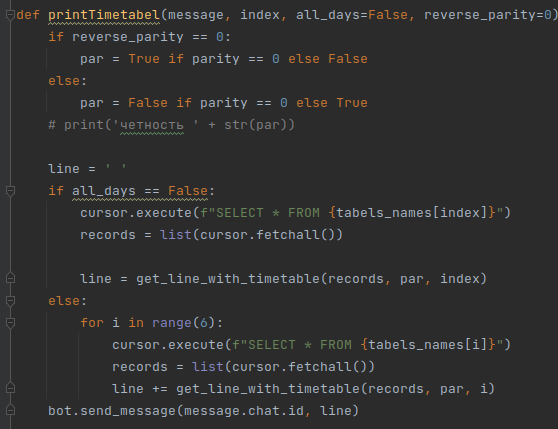 def printTimetabel(message, index, all_days=False, reverse_parity=0)
    if reverse_parity == 0:
        par = True if parity == 0 else False
    else:
        par = False if parity == 0 else True
    # print('четность ' + str(par))

    line = ' '
    if all_days == False:
        cursor.execute(f"SELECT * FROM {tabels_names[index]}")
        records = list(cursor.fetchall())

        line = get_line_with_timetable(records, par, index)
    else:
        for i in range(6):
            cursor.execute(f"SELECT * FROM {tabels_names[i]}")
            records = list(cursor.fetchall())
            line += get_line_with_timetable(records, par, i)
    bot.send_message(message.chat.id, line)